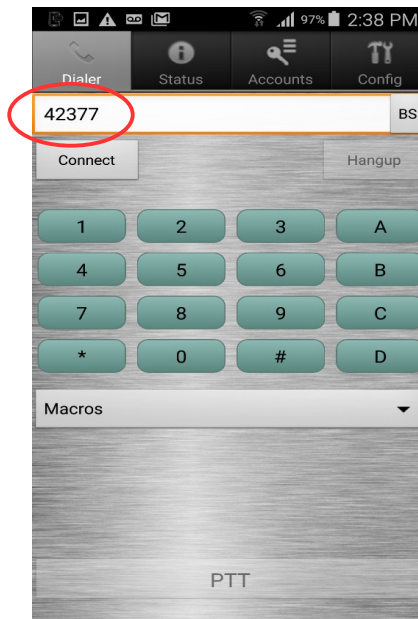 97% 2:38 PM
Dialer Status Accounts Config
42377 BS
Connect Hangup
1 2 3 A
4 5 6 B
7 8 9 C
* 0 # D
Macros
PTT